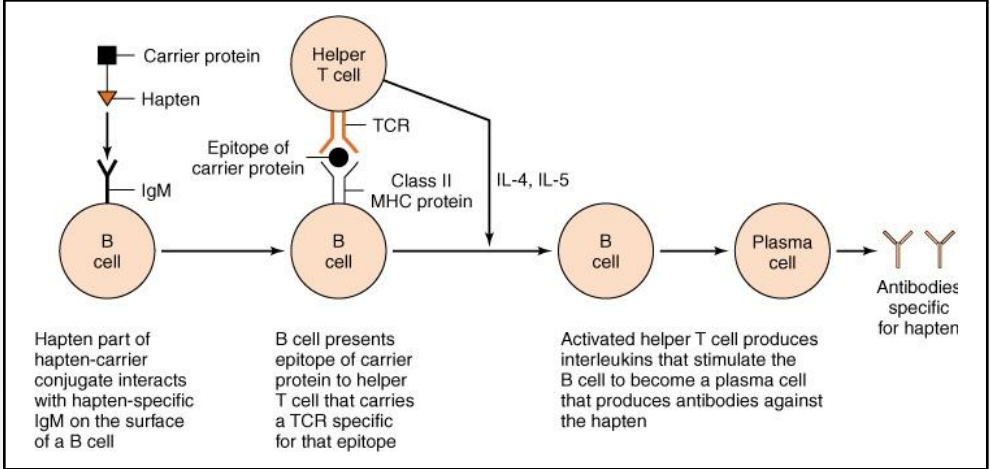 Carrier protein
Hapten
IgM
B
cell
Helper
T cell
TCR
Epitope of
carrier protein
Class II
MHC protein
B
cell
IL-4, IL-5
B
cell
Plasma
cell
Antibodies
specific
for hapten
Hapten part of
hapten-carrier
conjugate interacts
with hapten-specific
IgM on the surface
of a B cell
B cell presents
epitope of carrier
protein to helper
T cell that carries
a TCR specific
for that epitope
Activated helper T cell produces
interleukins that stimulate the
B cell to become a plasma cell
that produces antibodies against
the hapten